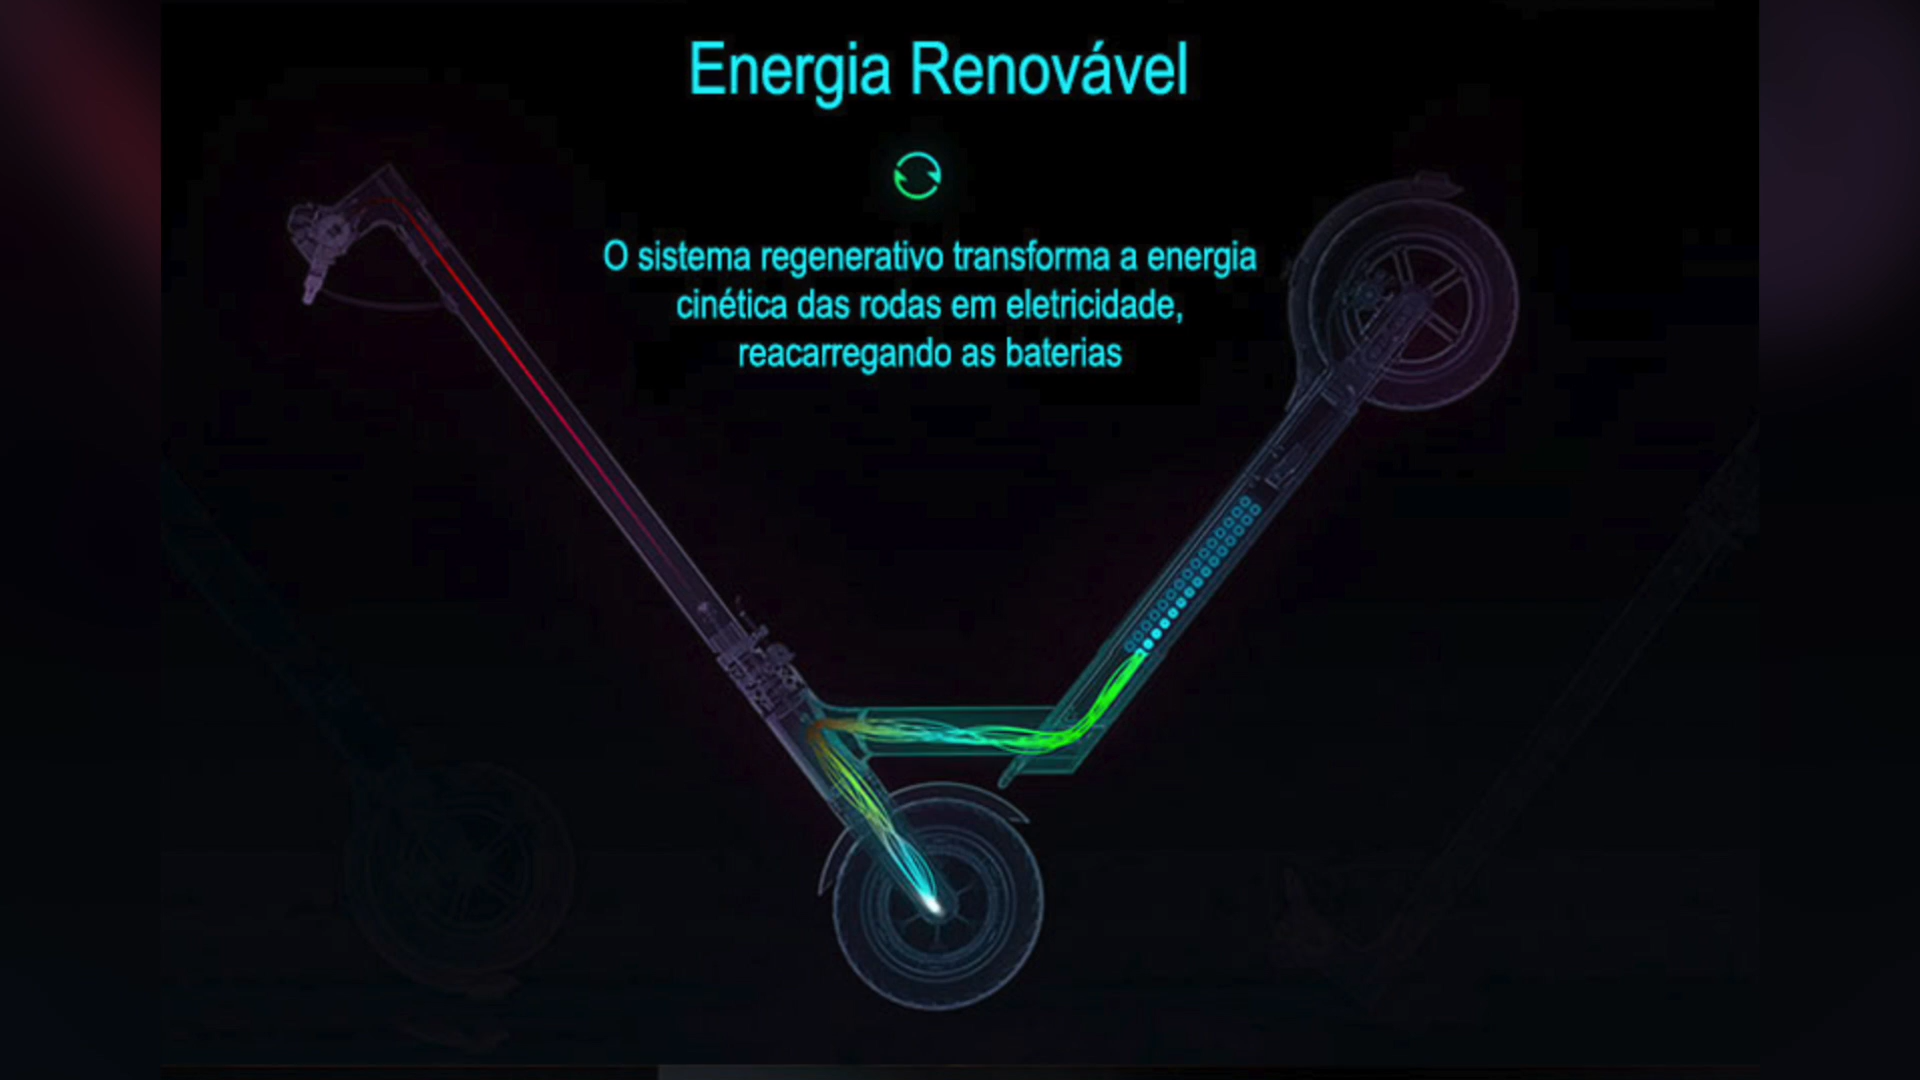 Energia Renovável
O sistema regenerativo transforma a energia
cinética das rodas em eletricidade,
reacarregando as baterias